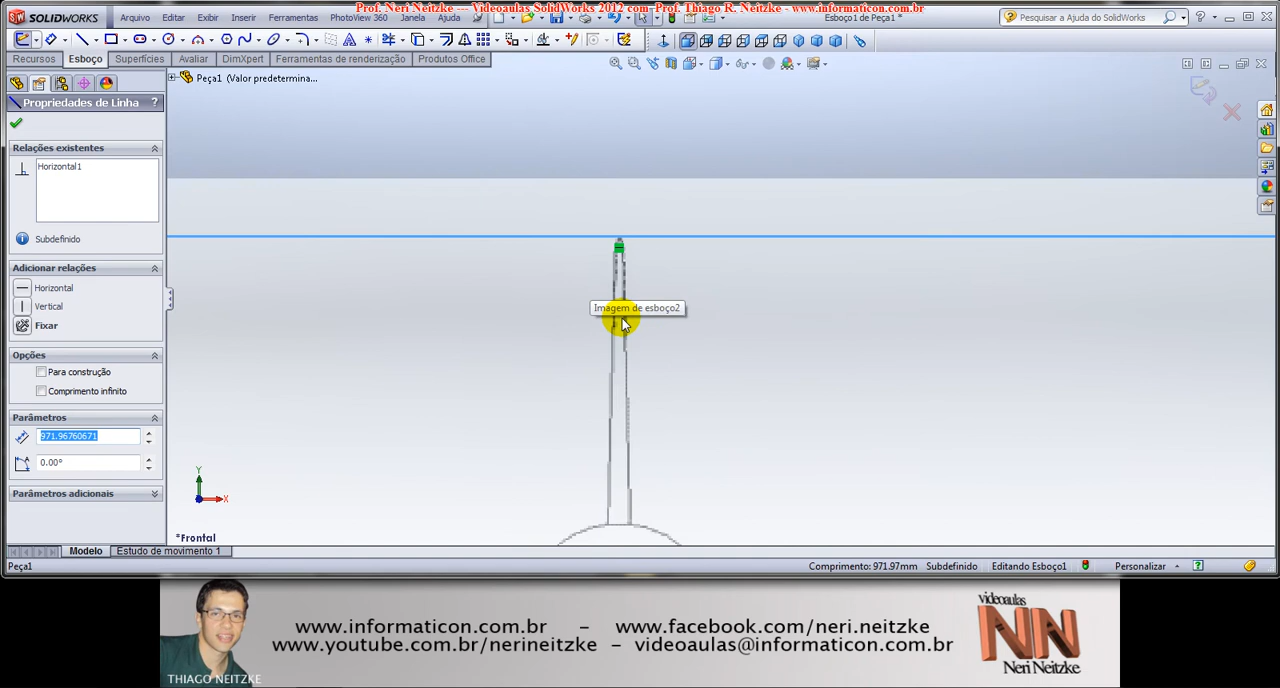 Prof. Neri Neitzke --- Videoaulas SolidWorks 2012 com Prof. Thiago R. Neitzke - www.informaticon.com.br
SOLIDWORKS Arquivo Editar Exibir Inserir Ferramentas PhotoView 360 Janela Ajuda Esboço1 de Peça1 * Pesquisar a Ajuda do SolidWorks
Recursos Esboço Superfícies Avaliar DimXpert Ferramentas de renderização Produtos Office
Peça1 (Valor predetermina...
Propriedades de Linha ?
Relações existentes
Horizontal1
Subdefinido
Adicionar relações
Horizontal
Vertical
Fixar
Opções
Para construção
Comprimento infinito
Parâmetros
971.96760671
0.00°
Parâmetros adicionais
Imagem de esboço2
Y
X
*Frontal
Modelo Estudo de movimento 1
Peça1 Comprimento: 971.97mm Subdefinido Editando Esboço1 Personalizar
www.informaticon.com.br - www.facebook.com/neri.neitzke
www.youtube.com.br/nerineitzke - videoaulas@informaticon.com.br
THIAGO NEITZKE
videoaulas
NN
Neri Neitzke